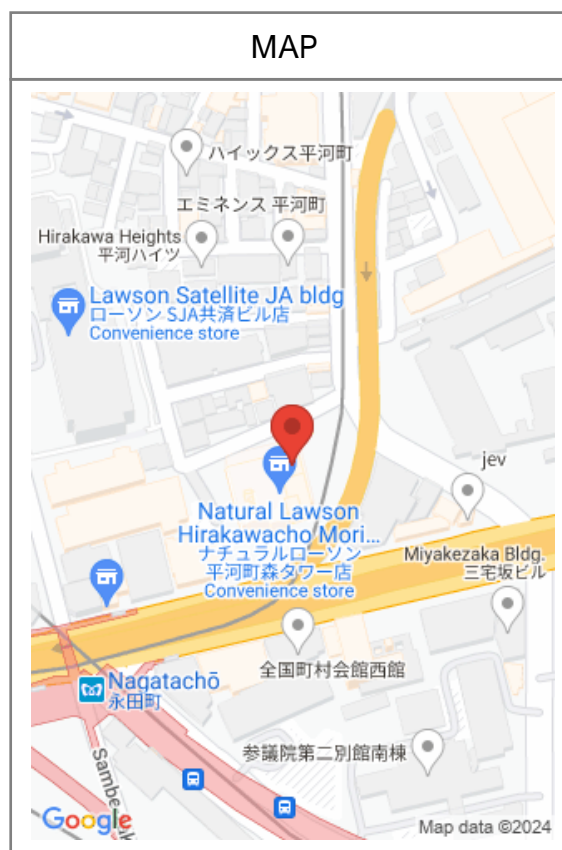 MAP
ハイックス平河町
エミネンス 平河町
Hirakawa Heights
平河ハイツ
Lawson Satellite JA bldg
ローソン SJA共済ビル店
Convenience store
jev
Natural Lawson
Hirakawacho Mori...
ナチュラルローソン
平河町森タワー店
Convenience store
Miyakezaka Bldg.
三宅坂ビル
全国町村会館西館
Nagatachō
永田町
参議院第二別館南棟
Google
Map data ©2024